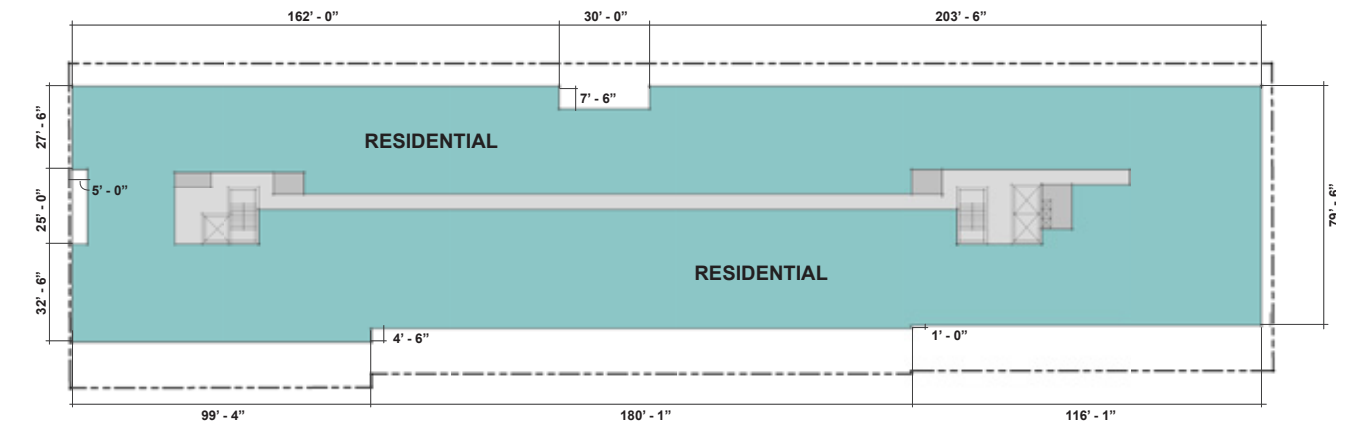 162’ - 0”
30’ - 0”
203’ - 6”
7’ - 6”
27’ - 6”
RESIDENTIAL
5’ - 0”
25’ - 0”
79’ - 6”
RESIDENTIAL
32’ - 6”
4’ - 6”
1’ - 0”
99’ - 4”
180’ - 1”
116’ - 1”